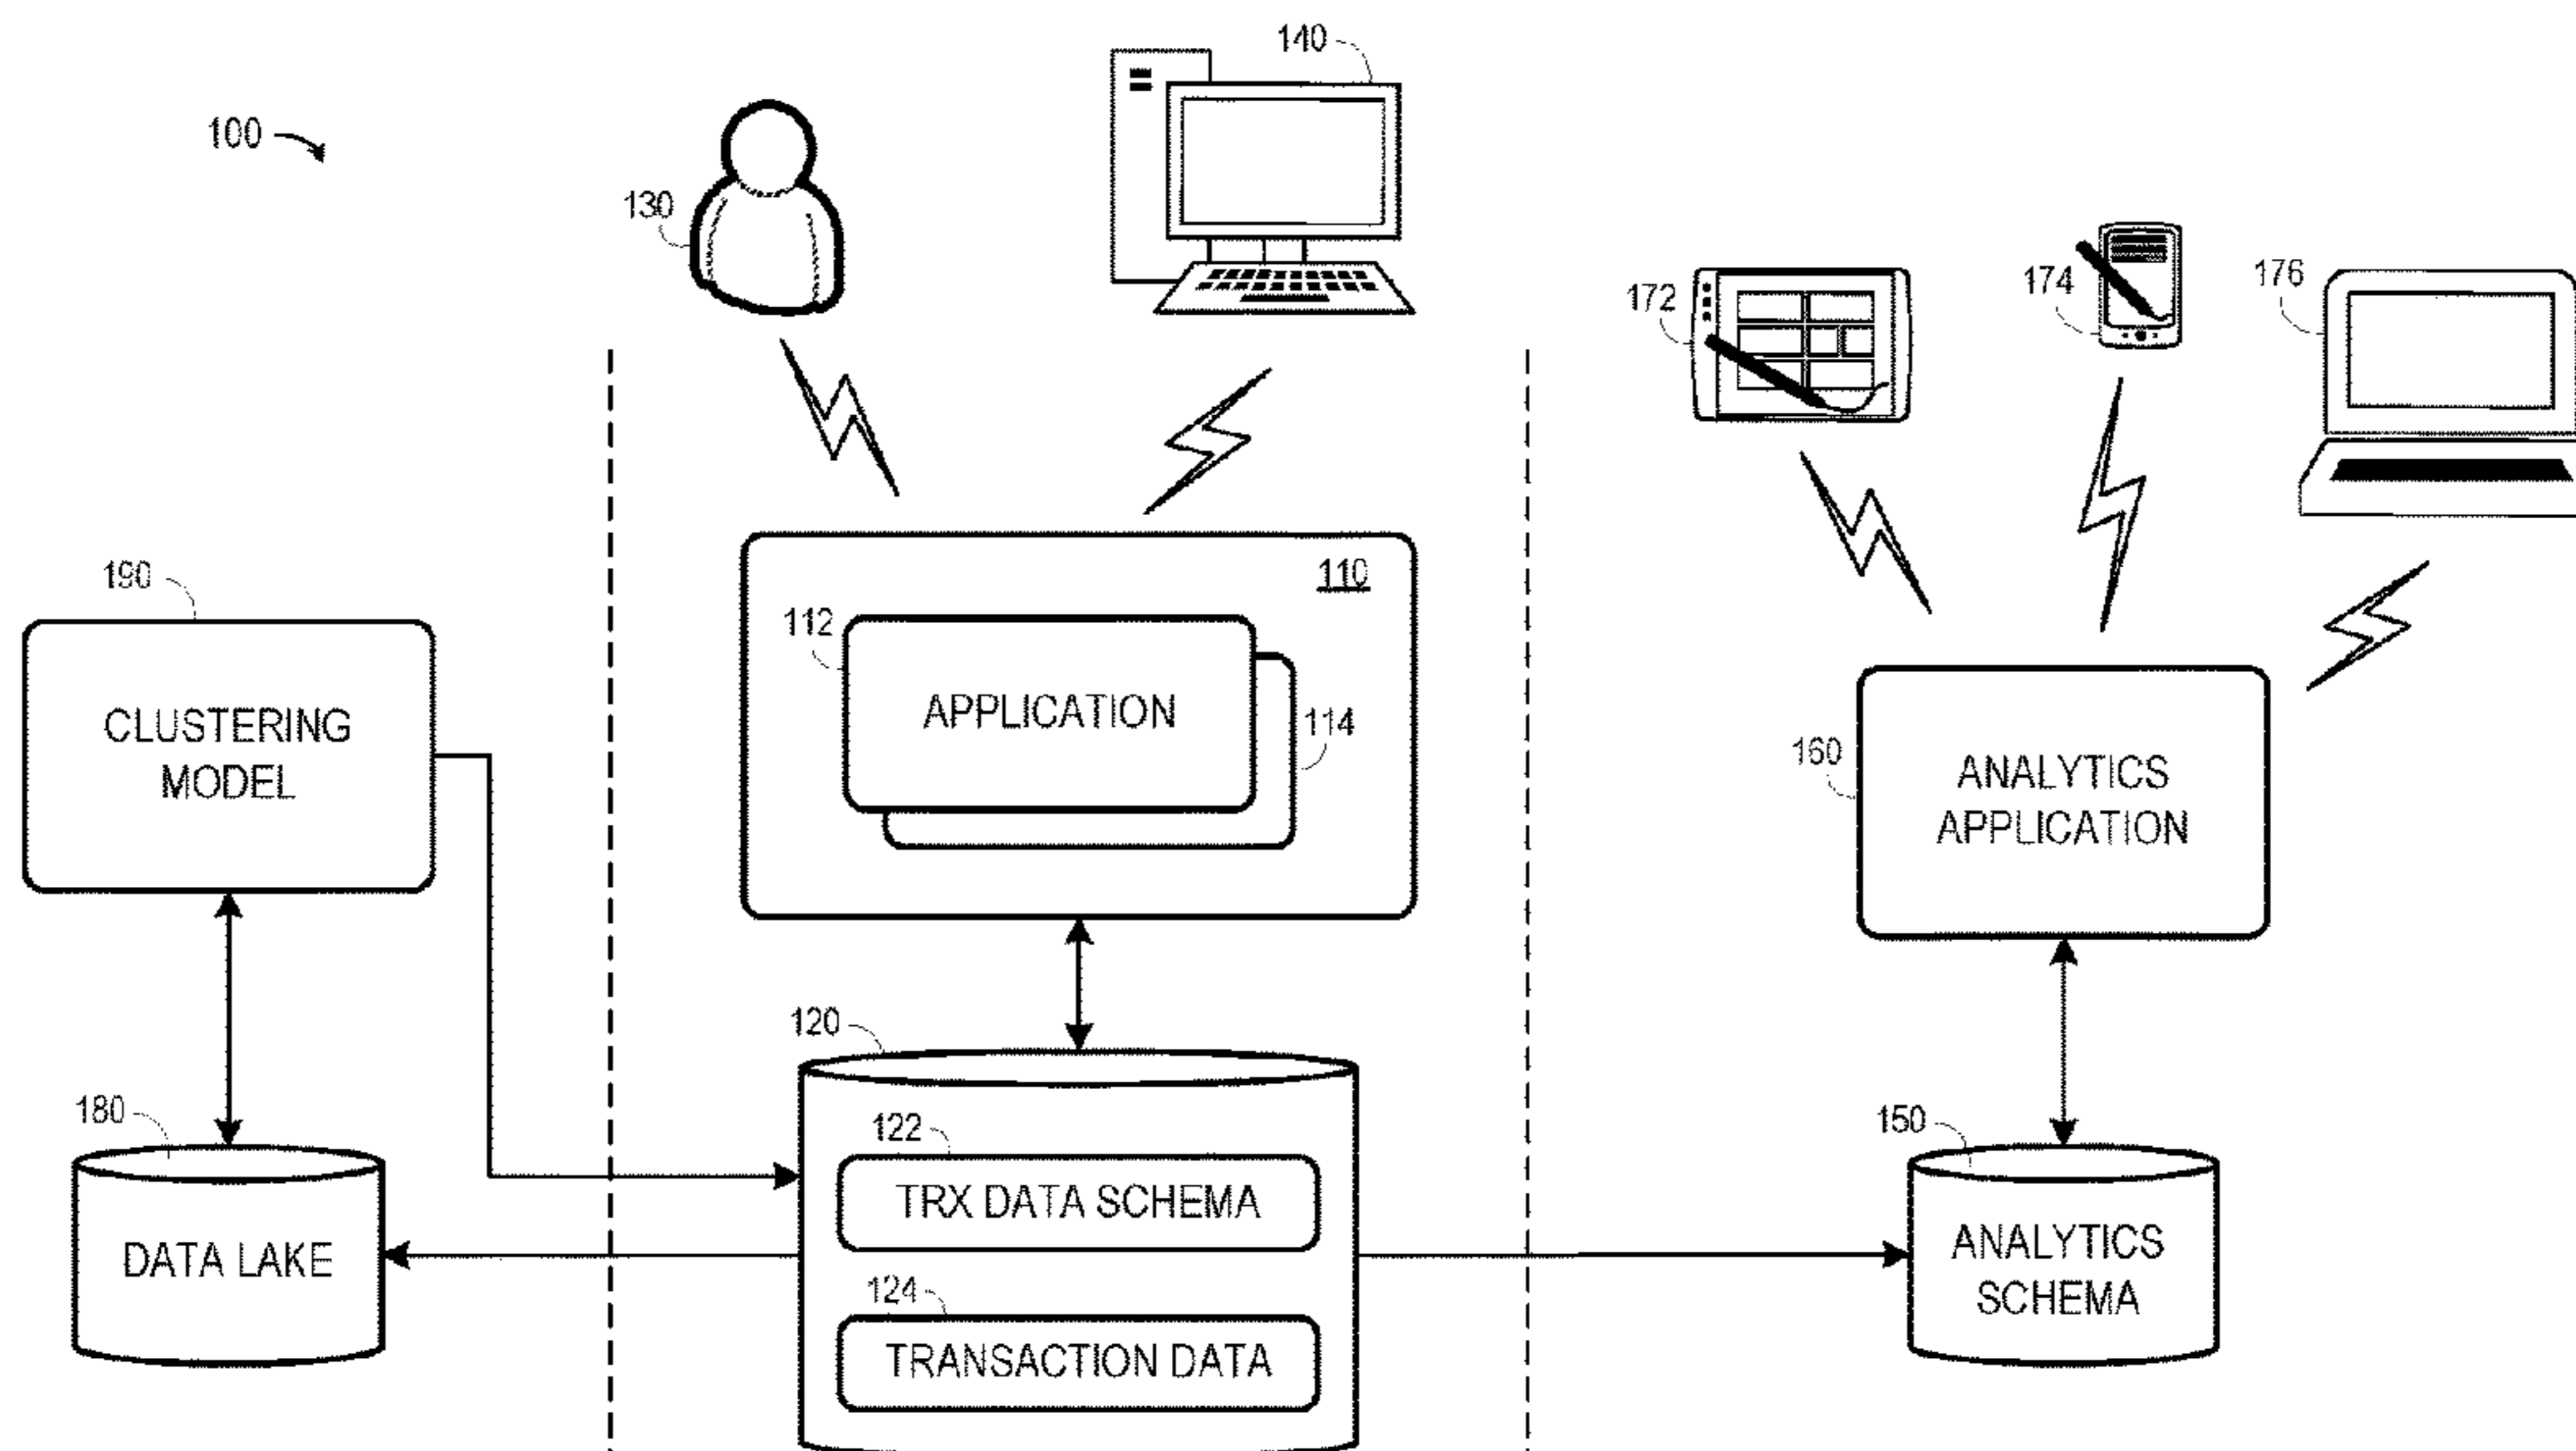 140
100
130
174
176
172
190
110
112
APPLICATION
114
CLUSTERING
MODEL
160
ANALYTICS
APPLICATION
120
180
122
150
TRX DATA SCHEMA
DATA LAKE
ANALYTICS
SCHEMA
124
TRANSACTION DATA